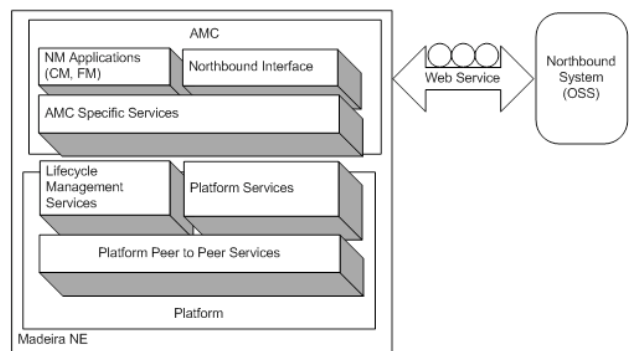 AMC
NM Applications
(CM, FM)
Northbound Interface
AMC Specific Services
Lifecycle
Management
Services
Platform Services
Platform Peer to Peer Services
Platform
Madeira NE
Web Service
Northbound
System
(OSS)